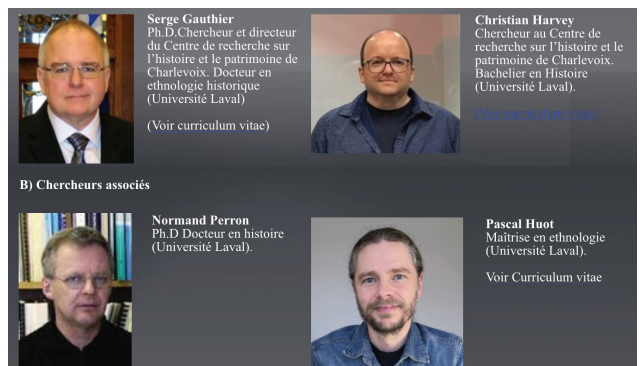 Serge Gauthier
Ph.D.Chercheur et directeur
du Centre de recherche sur
l'histoire et le patrimoine de
Charlevoix. Docteur en
ethnologie historique
(Université Laval)
(Voir curriculum vitae)
Christian Harvey
Chercheur au Centre de
recherche sur l'histoire et le
patrimoine de Charlevoix.
Bachelier en Histoire
(Université Laval).
(Voir curriculum vitae)
B) Chercheurs associés
Normand Perron
Ph.D Docteur en histoire
(Université Laval).
Pascal Huot
Maîtrise en ethnologie
(Université Laval).
Voir Curriculum vitae